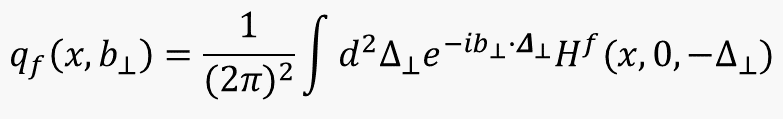 q_f(x, b_⊥) = \frac{1}{(2π)^2} ∫ d^2Δ_⊥ e^{-ib_⊥·Δ_⊥} H^f(x, 0, −Δ_⊥)